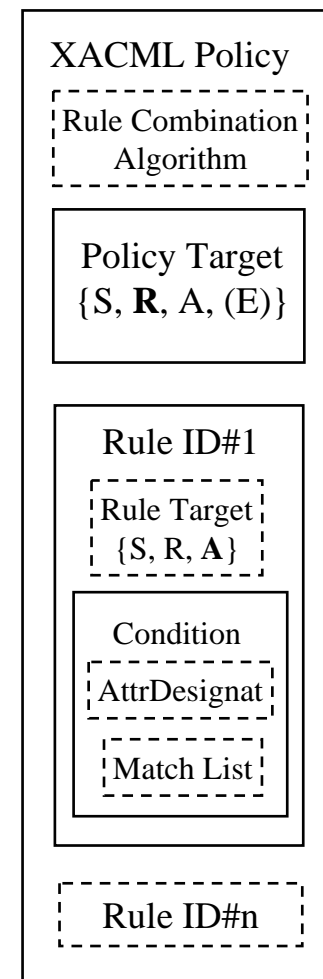 XACML Policy
Rule Combination
Algorithm
Policy Target
{S, R, A, (E)}
Rule ID#1
Rule Target
{S, R, A}
Condition
AttrDesignat
Match List
Rule ID#n